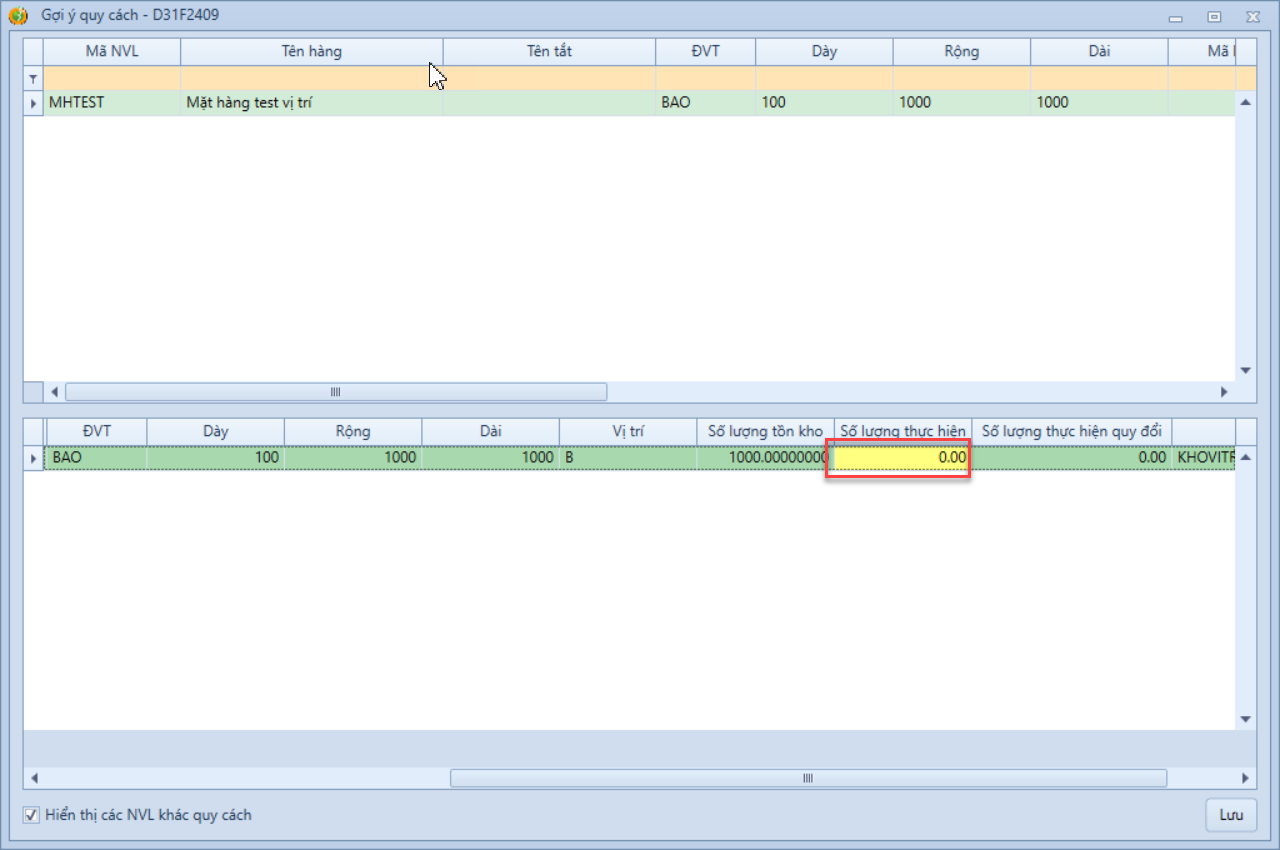 Gợi ý quy cách - D31F2409
Mã NVL Tên hàng Tên tắt ĐVT Dày Rộng Dài Mã
MHTEST Mặt hàng test vị trí BAO 100 1000 1000
ĐVT Dày Rộng Dài Vị trí Số lượng tồn kho Số lượng thực hiện Số lượng thực hiện quy đổi
BAO 100 1000 1000 B 1000.00000000 0.00 0.00 KHOVITR
Hiển thị các NVL khác quy cách
Lưu